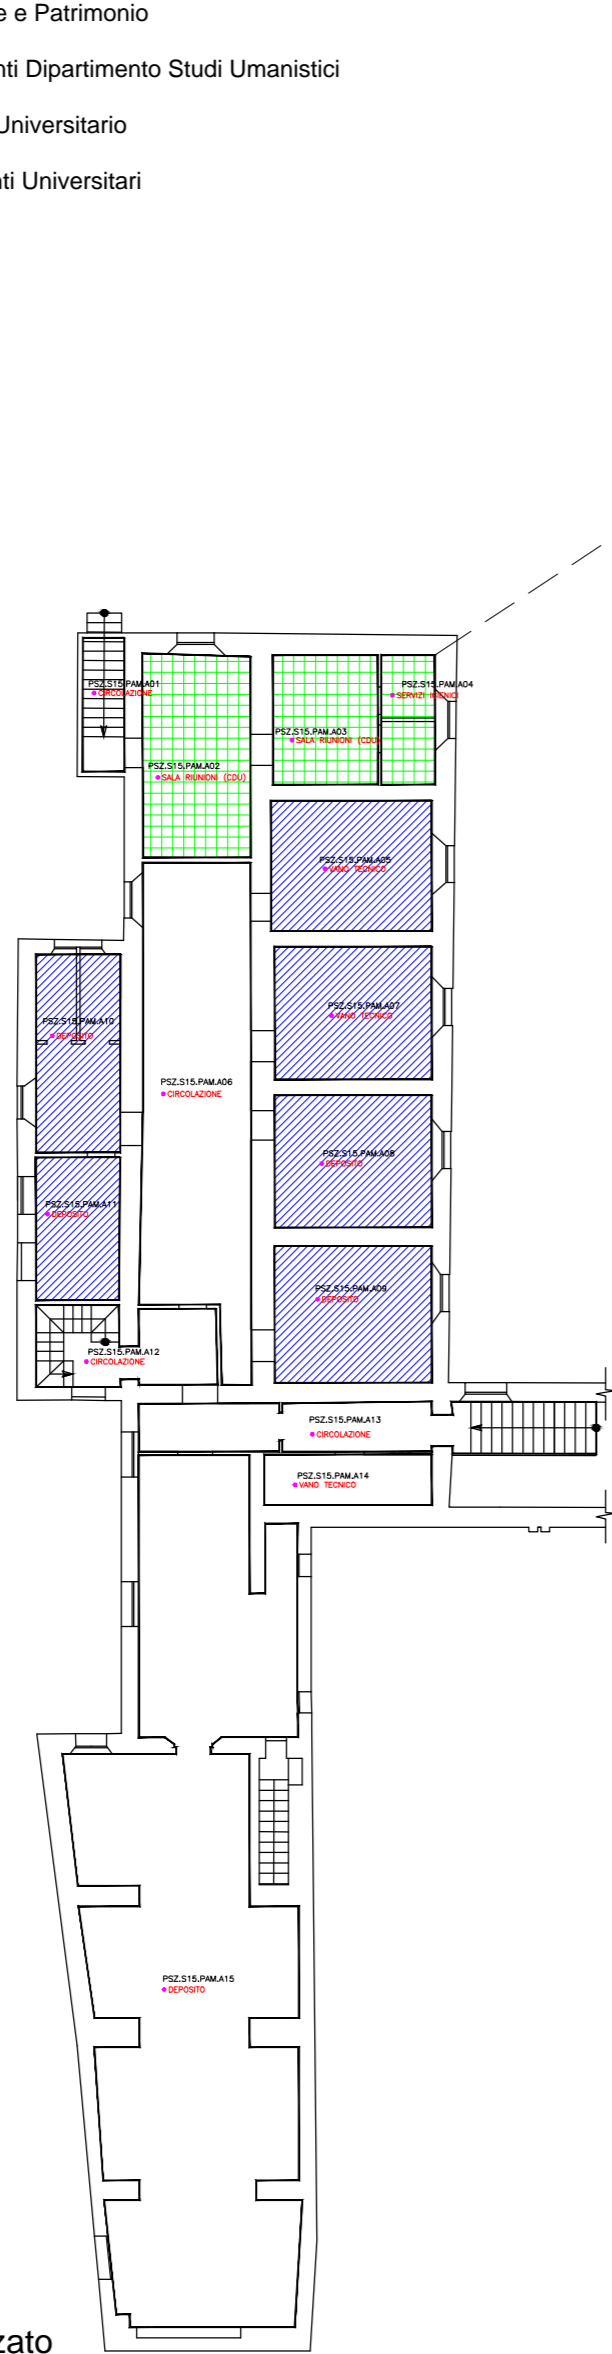 e e Patrimonio
nti Dipartimento Studi Umanistici
Universitario
nti Universitari
PSZ.S15.PAM.A01
CIRCOLAZIONE
PSZ.S15.PAM.A04
SERVIZI IGIENICI
PSZ.S15.PAM.A03
SALA RIUNIONI (CDU)
PSZ.S15.PAM.A02
SALA RIUNIONI (CDU)
PSZ.S15.PAM.A05
VANO TECNICO
PSZ.S15.PAM.A07
VANO TECNICO
PSZ.S15.PAM.A10
DEPOSITO
PSZ.S15.PAM.A06
CIRCOLAZIONE
PSZ.S15.PAM.A08
DEPOSITO
PSZ.S15.PAM.A11
DEPOSITO
PSZ.S15.PAM.A09
DEPOSITO
PSZ.S15.PAM.A12
CIRCOLAZIONE
PSZ.S15.PAM.A13
CIRCOLAZIONE
PSZ.S15.PAM.A14
VANO TECNICO
PSZ.S15.PAM.A15
DEPOSITO
zato